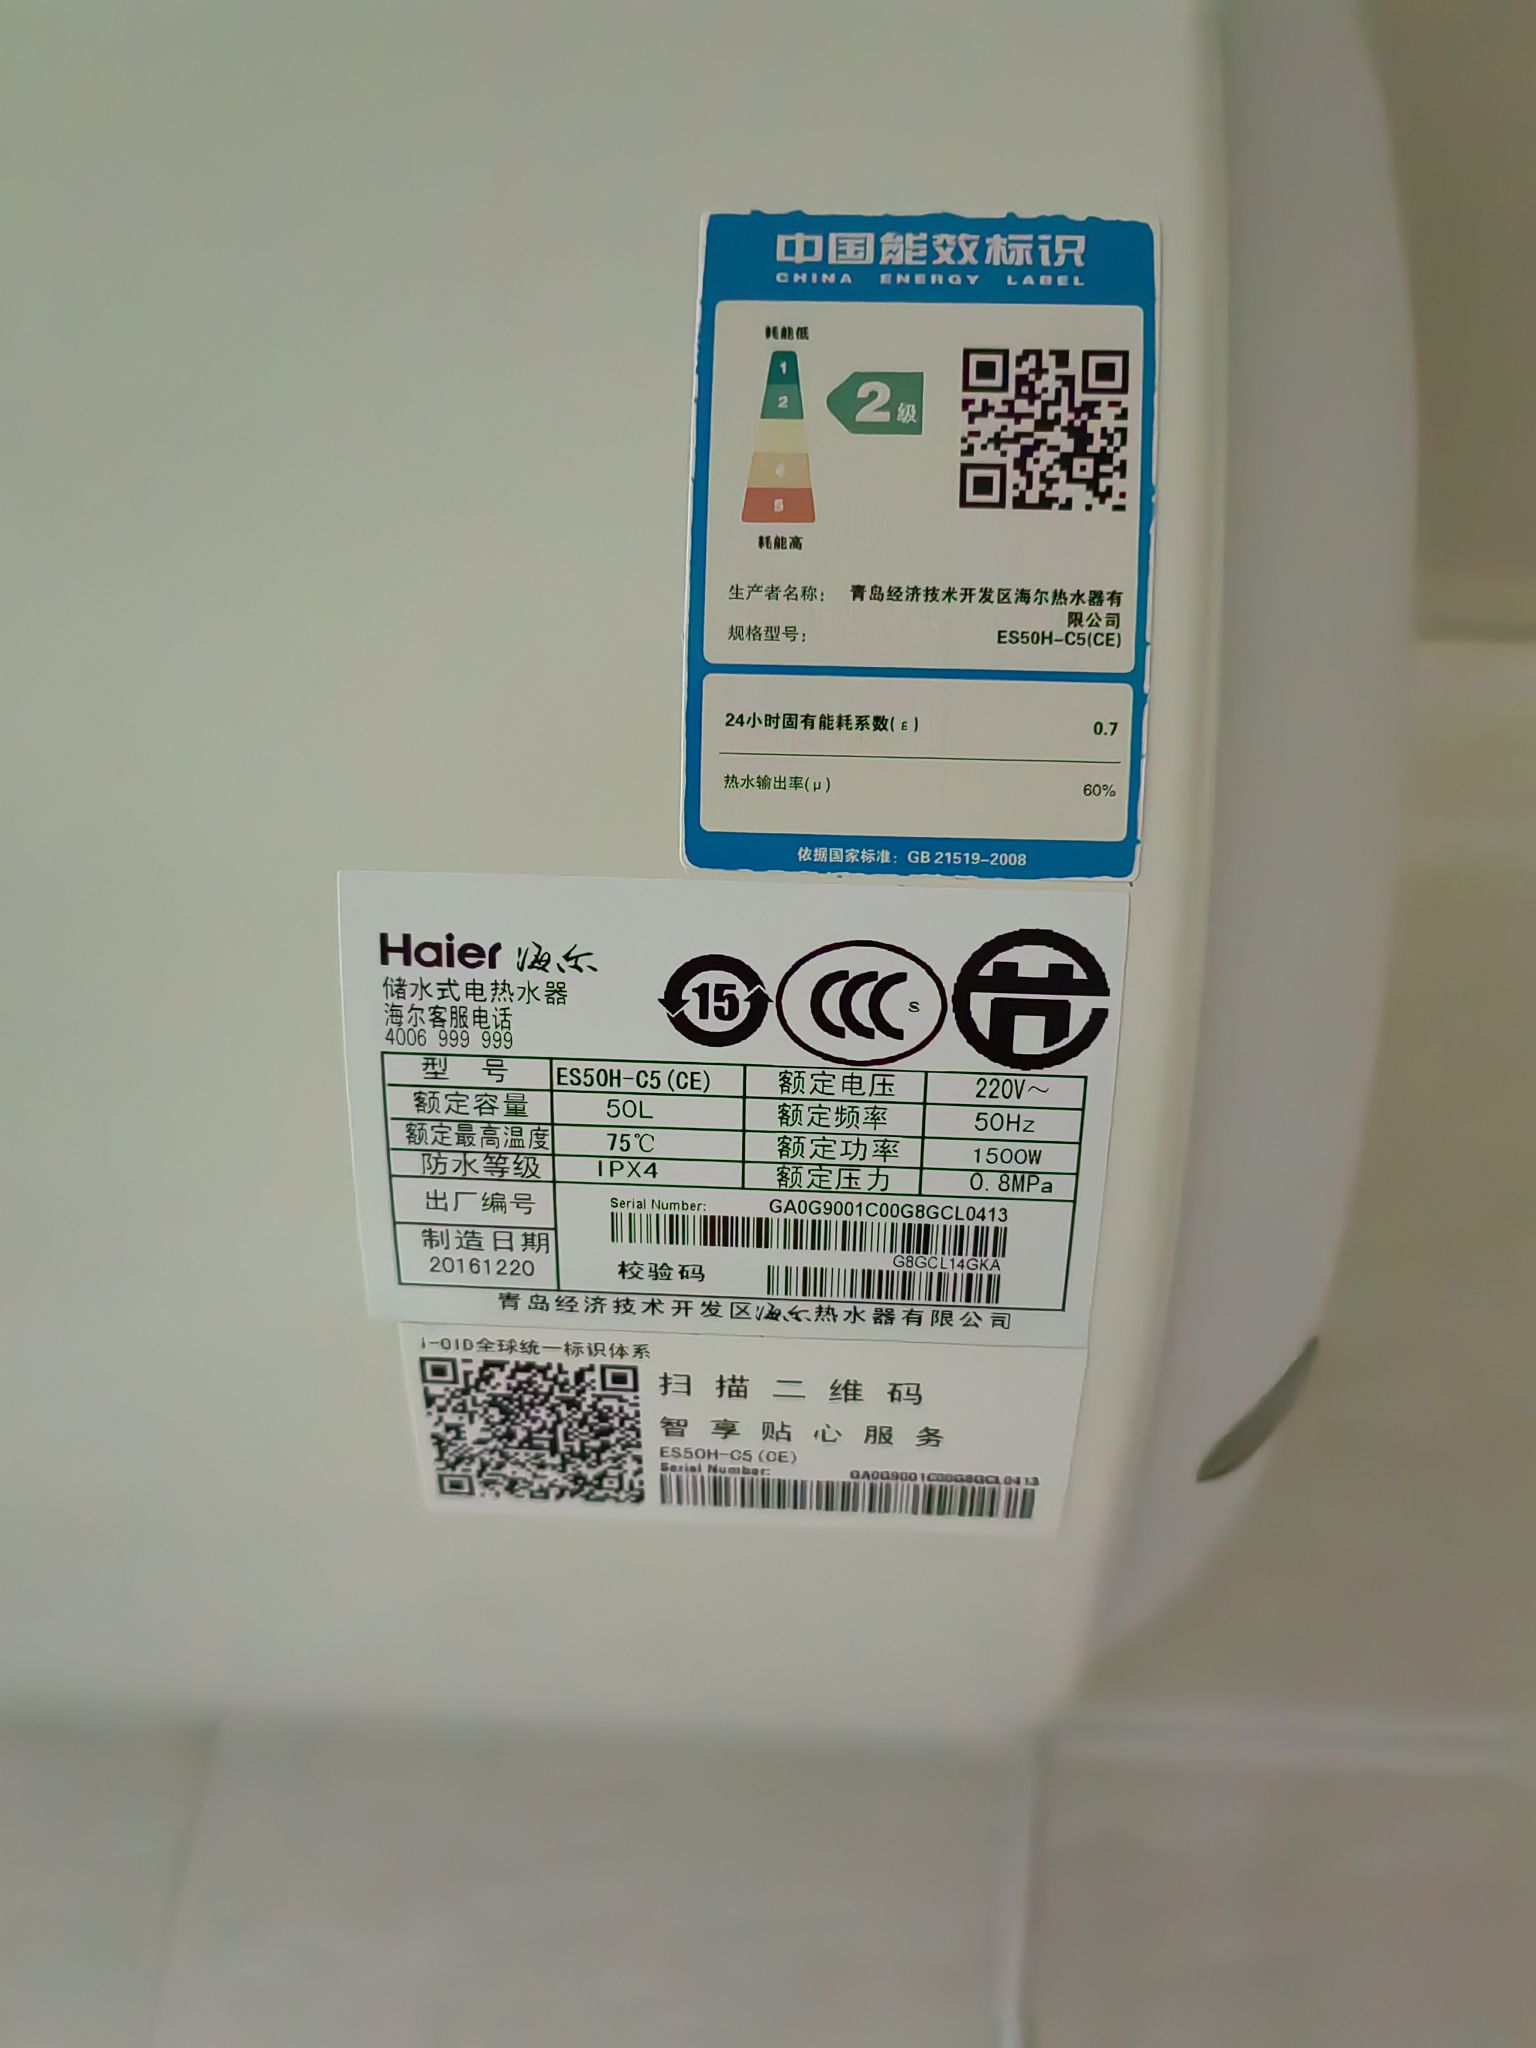 中国能效标识
CHINA ENERGY LABEL
耗能低
1
2
2级
4
5
耗能高
生产者名称： 青岛经济技术开发区海尔热水器有
限公司
规格型号： ES50H-C5(CE)
24小时固有能耗系数(ε) 0.7
热水输出率(μ) 60%
依据国家标准：GB 21519-2008
Haier 海尔
储水式电热水器
海尔客服电话
4006 999 999
15
CCC S
节
型 号 ES50H-C5(CE) 额定电压 220V～
额定容量 50L 额定频率 50Hz
额定最高温度 75℃ 额定功率 1500W
防水等级 IPX4 额定压力 0.8MPa
出厂编号 Serial Number: GA0G9001C00G8GCL0413
制造日期 G8GCL14GKA
20161220 校验码
青岛经济技术开发区海尔热水器有限公司
i-OID全球统一标识体系
扫描二维码
智享贴心服务
ES50H-C5(CE)
Serial Number: GA0G9001C00G8GCL0413